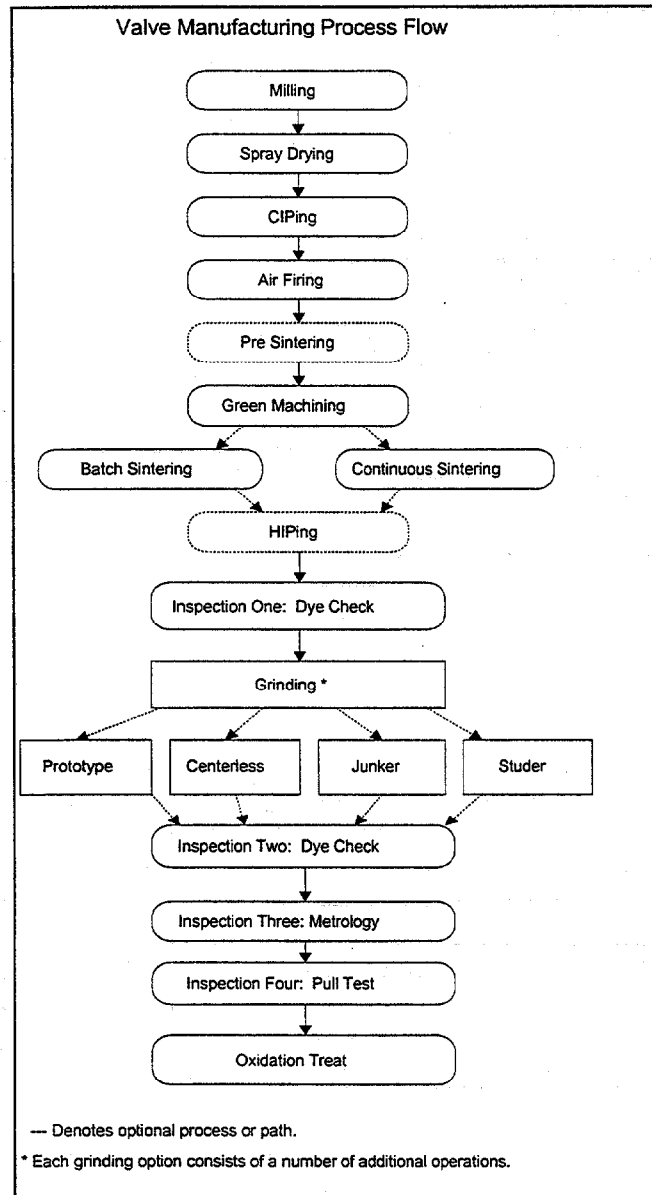 Valve Manufacturing Process Flow
Milling
Spray Drying
CIPing
Air Firing
Pre Sintering
Green Machining
Batch Sintering
Continuous Sintering
HIPing
Inspection One: Dye Check
Grinding *
Prototype
Centerless
Junker
Studer
Inspection Two: Dye Check
Inspection Three: Metrology
Inspection Four: Pull Test
Oxidation Treat
--- Denotes optional process or path.
* Each grinding option consists of a number of additional operations.